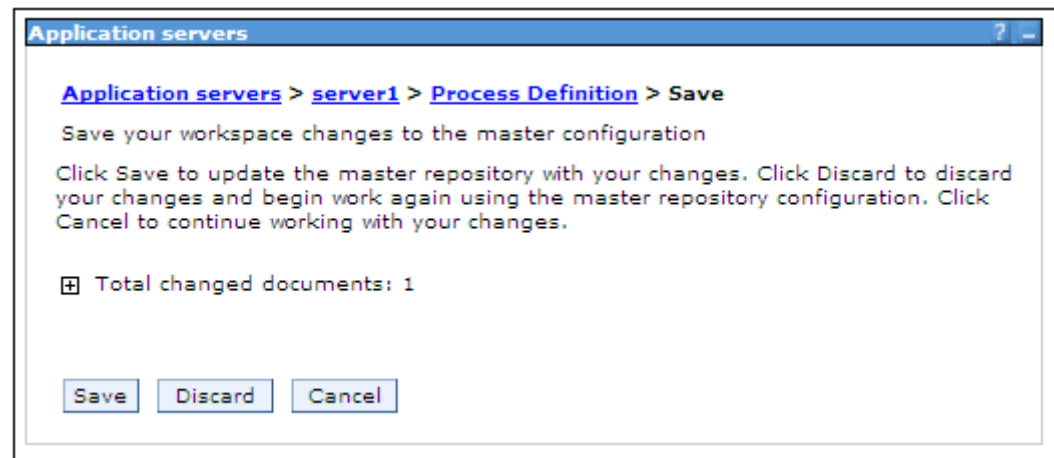 Application servers ? –
Application servers > server1 > Process Definition > Save
Save your workspace changes to the master configuration
Click Save to update the master repository with your changes. Click Discard to discard
your changes and begin work again using the master repository configuration. Click
Cancel to continue working with your changes.
+ Total changed documents: 1
Save Discard Cancel